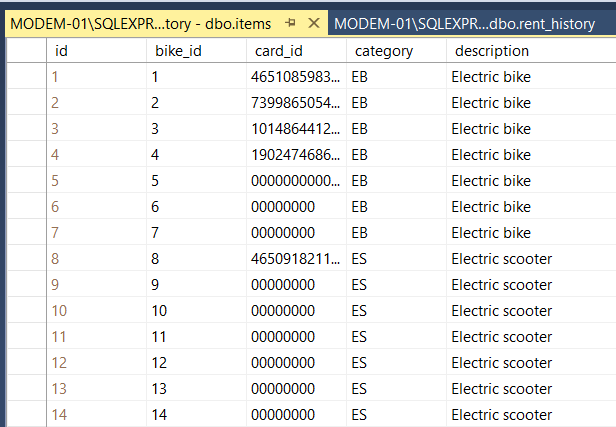 MODEM-01\SQLEXPR...tory - dbo.items MODEM-01\SQLEXPR...dbo.rent_history
id bike_id card_id category description
1 1 4651085983... EB Electric bike
2 2 7399865054... EB Electric bike
3 3 1014864412... EB Electric bike
4 4 1902474686... EB Electric bike
5 5 0000000000... EB Electric bike
6 6 00000000 EB Electric bike
7 7 00000000 EB Electric bike
8 8 4650918211... ES Electric scooter
9 9 00000000 ES Electric scooter
10 10 00000000 ES Electric scooter
11 11 00000000 ES Electric scooter
12 12 00000000 ES Electric scooter
13 13 00000000 ES Electric scooter
14 14 00000000 ES Electric scooter